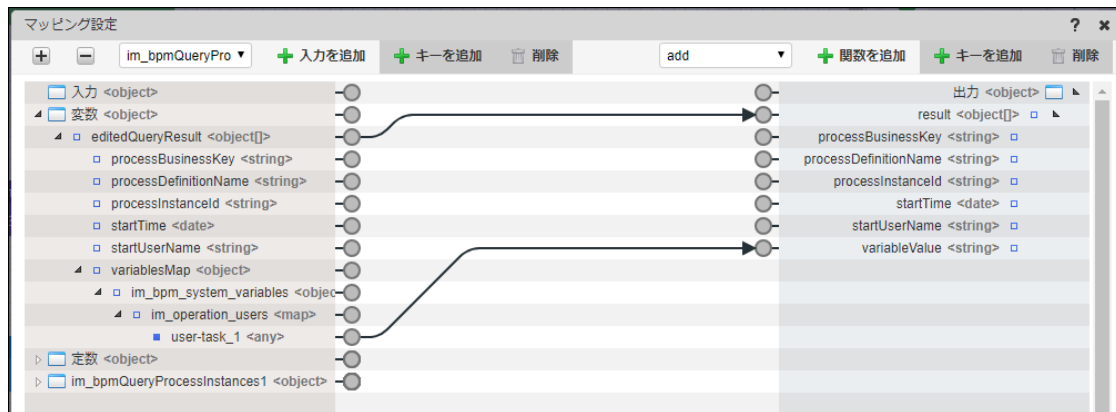 マッピング設定
?
im_bpmQueryPro 入力を追加 キーを追加 削除 add 関数を追加 キーを追加 削除
入力 <object> 出力 <object>
変数 <object> result <object[]>
editedQueryResult <object[]> processBusinessKey <string>
processBusinessKey <string> processDefinitionName <string>
processDefinitionName <string> processInstanceId <string>
processInstanceId <string> startTime <date>
startTime <date> startUserName <string>
startUserName <string> variableValue <string>
variablesMap <object>
im_bpm_system_variables <objec
im_operation_users <map>
user-task_1 <any>
定数 <object>
im_bpmQueryProcessInstances1 <object>